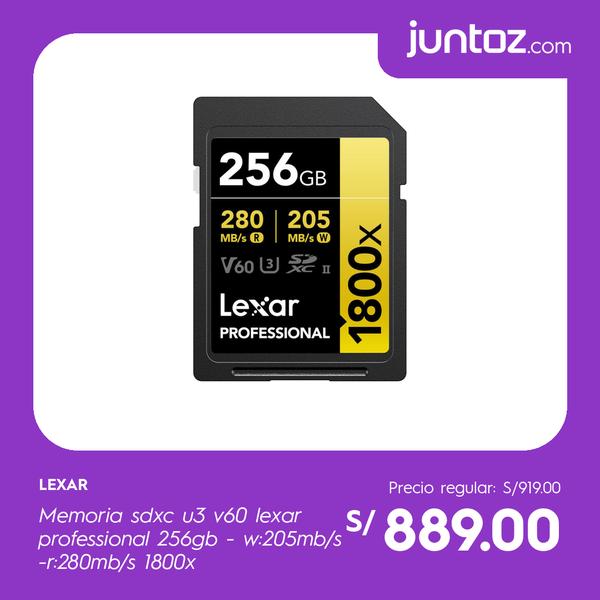 juntoz.com
256GB
280 205
MB/s R MB/s W
V60 U3 SDXC II
1800x
Lexar
PROFESSIONAL
LEXAR
Precio regular: S/919.00
Memoria sdxc u3 v60 lexar
professional 256gb - w:205mb/s
-r:280mb/s 1800x
S/ 889.00